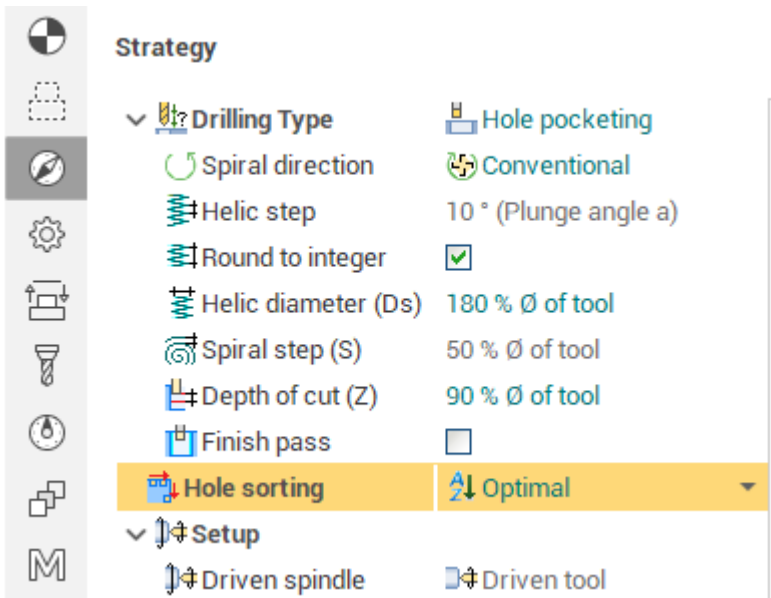 Strategy
Drilling Type Hole pocketing
Spiral direction Conventional
Helic step 10 ° (Plunge angle a)
Round to integer
Helic diameter (Ds) 180 % Ø of tool
Spiral step (S) 50 % Ø of tool
Depth of cut (Z) 90 % Ø of tool
Finish pass
Hole sorting Optimal
Setup
Driven spindle Driven tool